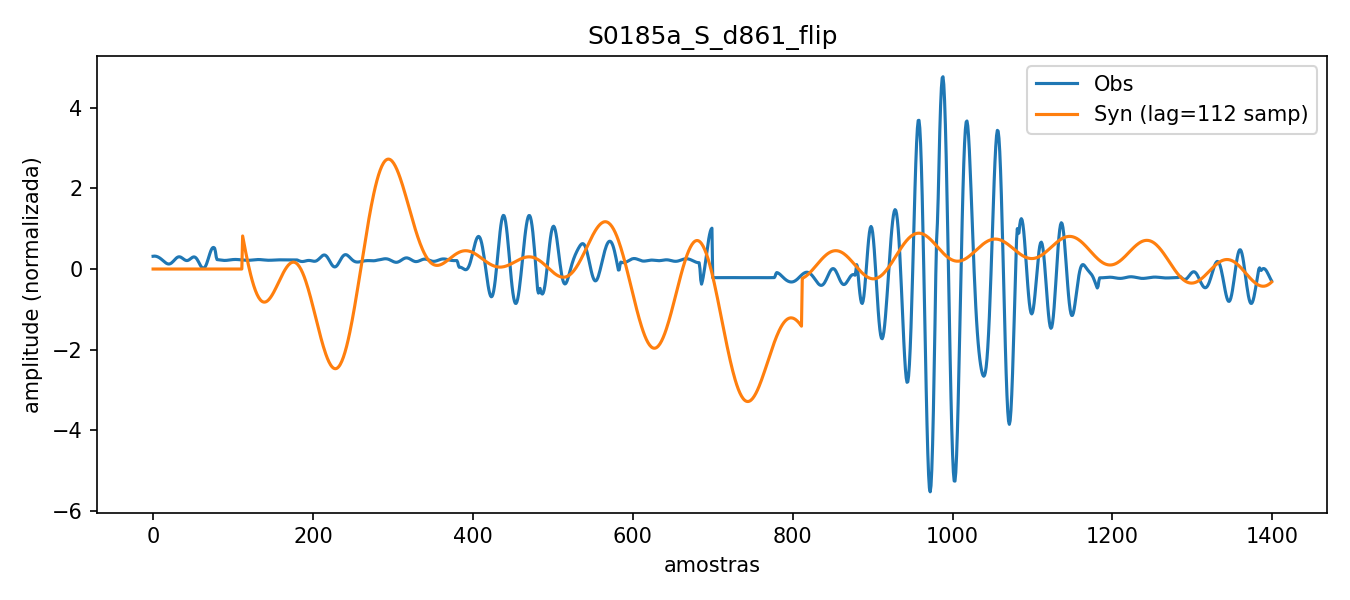 S0185a_S_d861_flip
Obs
Syn (lag=112 samp)
amplitude (normalizada)
4
2
0
−2
−4
−6
0 200 400 600 800 1000 1200 1400
amostras